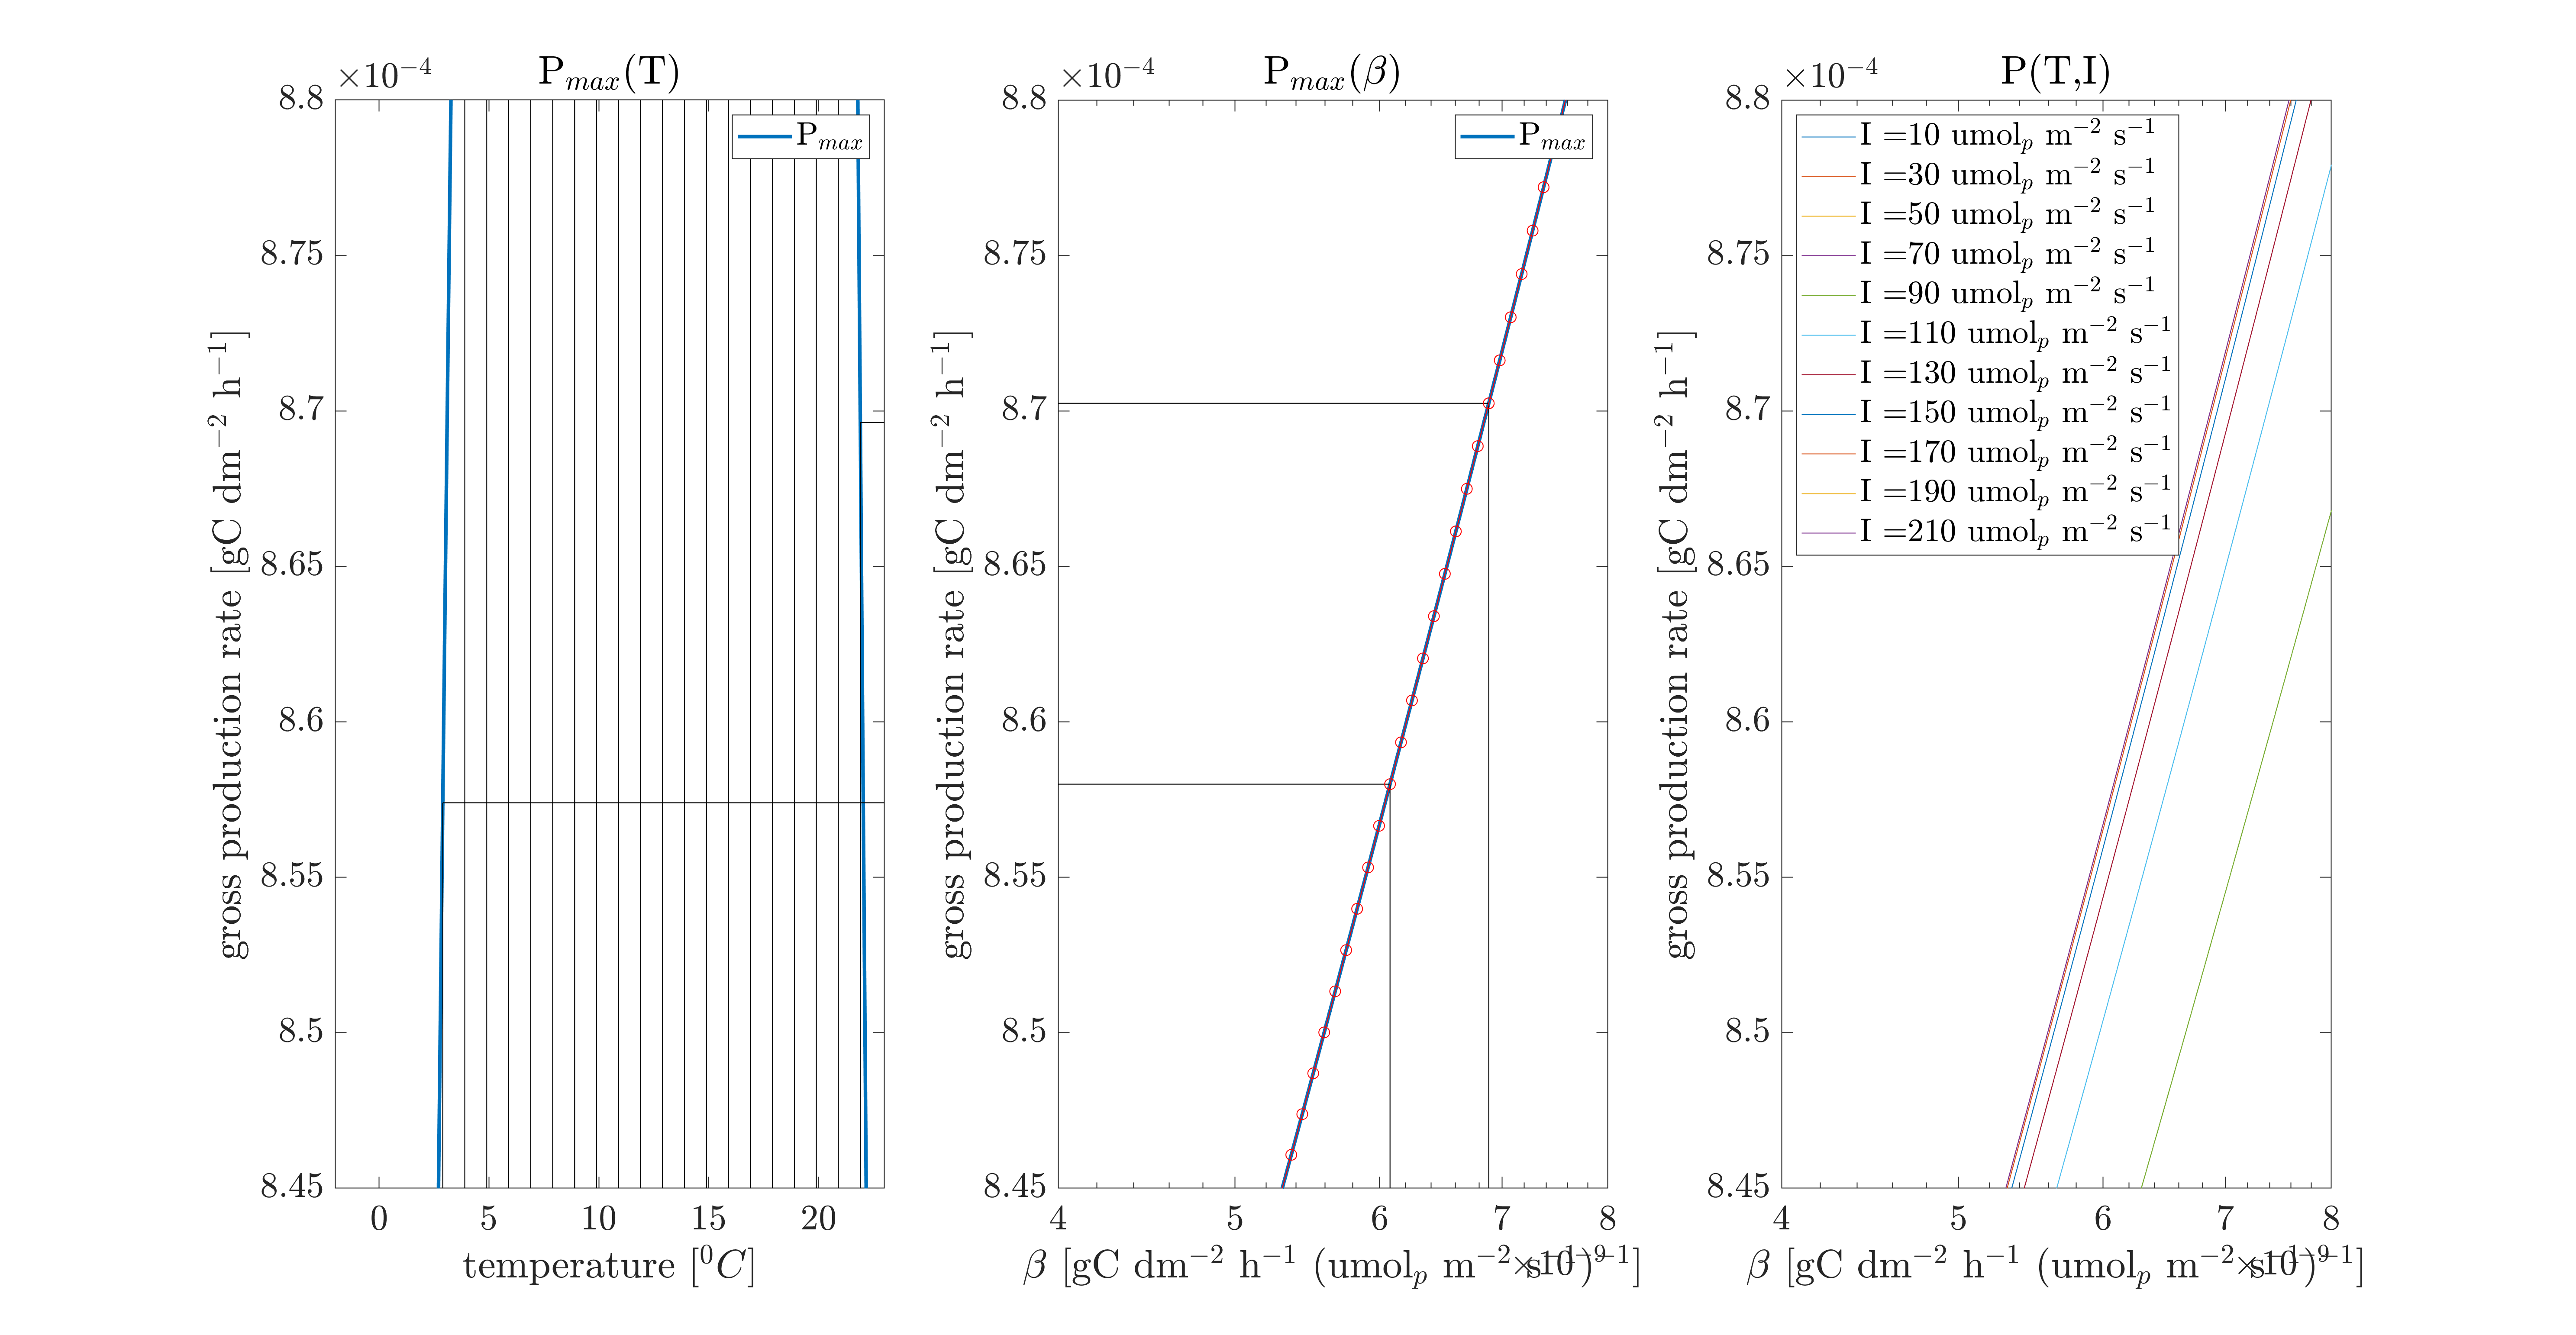 P_max(T)
×10⁻⁴
8.8
8.75
8.7
8.65
8.6
8.55
8.5
8.45
gross production rate [gC dm⁻² h⁻¹]
P_max
0 5 10 15 20
temperature [⁰C]
P_max(β)
×10⁻⁴
8.8
8.75
8.7
8.65
8.6
8.55
8.5
8.45
gross production rate [gC dm⁻² h⁻¹]
P_max
4 5 6 7 8
×10⁻⁹
β [gC dm⁻² h⁻¹ (umol_p m⁻² s⁻¹)⁻¹]
P(T,I)
×10⁻⁴
8.8
8.75
8.7
8.65
8.6
8.55
8.5
8.45
gross production rate [gC dm⁻² h⁻¹]
I =10 umol_p m⁻² s⁻¹
I =30 umol_p m⁻² s⁻¹
I =50 umol_p m⁻² s⁻¹
I =70 umol_p m⁻² s⁻¹
I =90 umol_p m⁻² s⁻¹
I =110 umol_p m⁻² s⁻¹
I =130 umol_p m⁻² s⁻¹
I =150 umol_p m⁻² s⁻¹
I =170 umol_p m⁻² s⁻¹
I =190 umol_p m⁻² s⁻¹
I =210 umol_p m⁻² s⁻¹
4 5 6 7 8
×10⁻⁹
β [gC dm⁻² h⁻¹ (umol_p m⁻² s⁻¹)⁻¹]